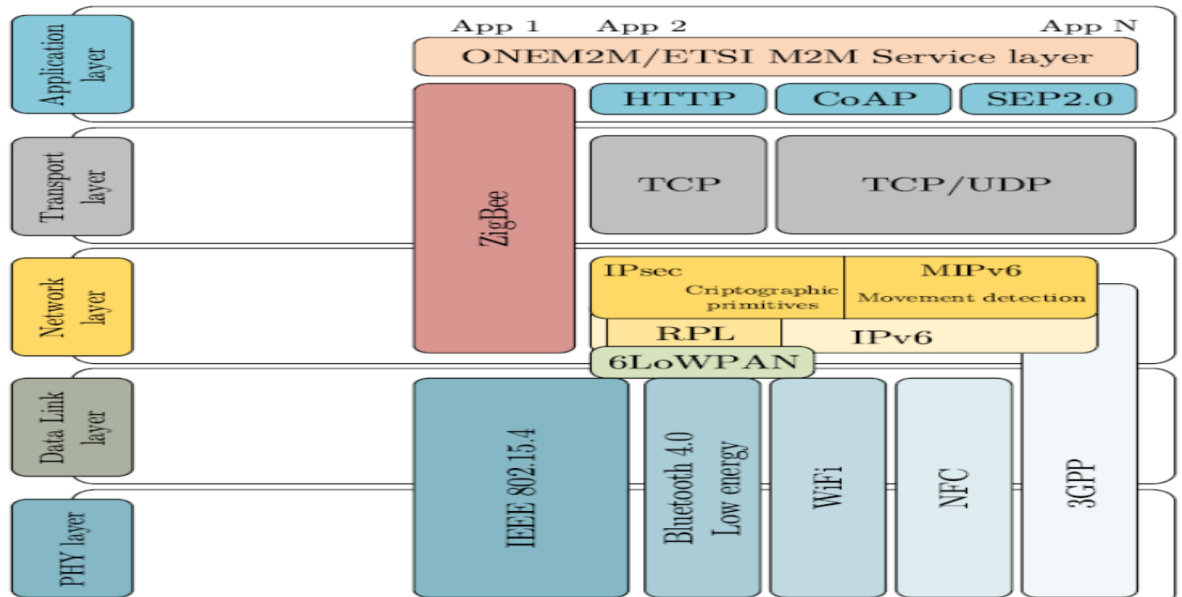 App 1
App 2
App N
Application
layer
ONEM2M/ETSI M2M Service layer
HTTP
CoAP
SEP2.0
Transport
layer
ZigBee
TCP
TCP/UDP
Network
layer
IPsec
Criptographic
primitives
MIPv6
Movement detection
RPL
IPv6
6LoWPAN
Data Link
layer
IEEE 802.15.4
Bluetooth 4.0
Low energy
WiFi
NFC
3GPP
PHY layer